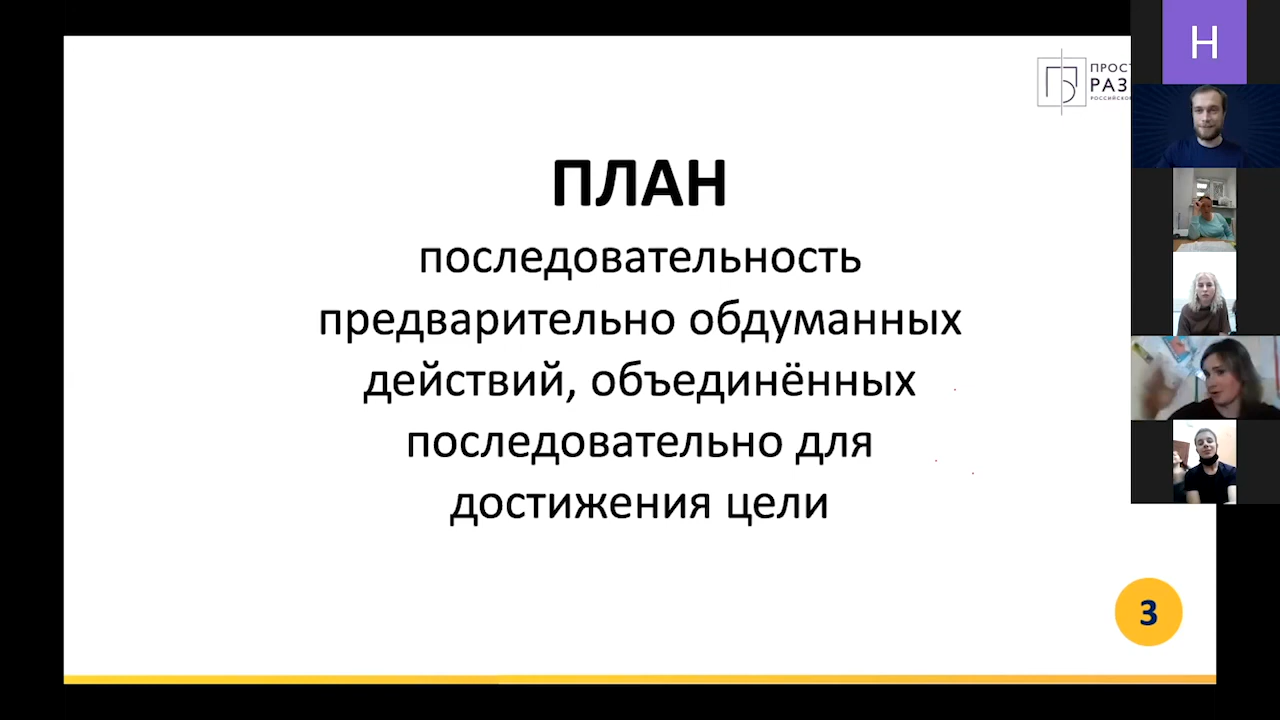 Н
ПЛАН
последовательность
предварительно обдуманных
действий, объединённых
последовательно для
достижения цели
3